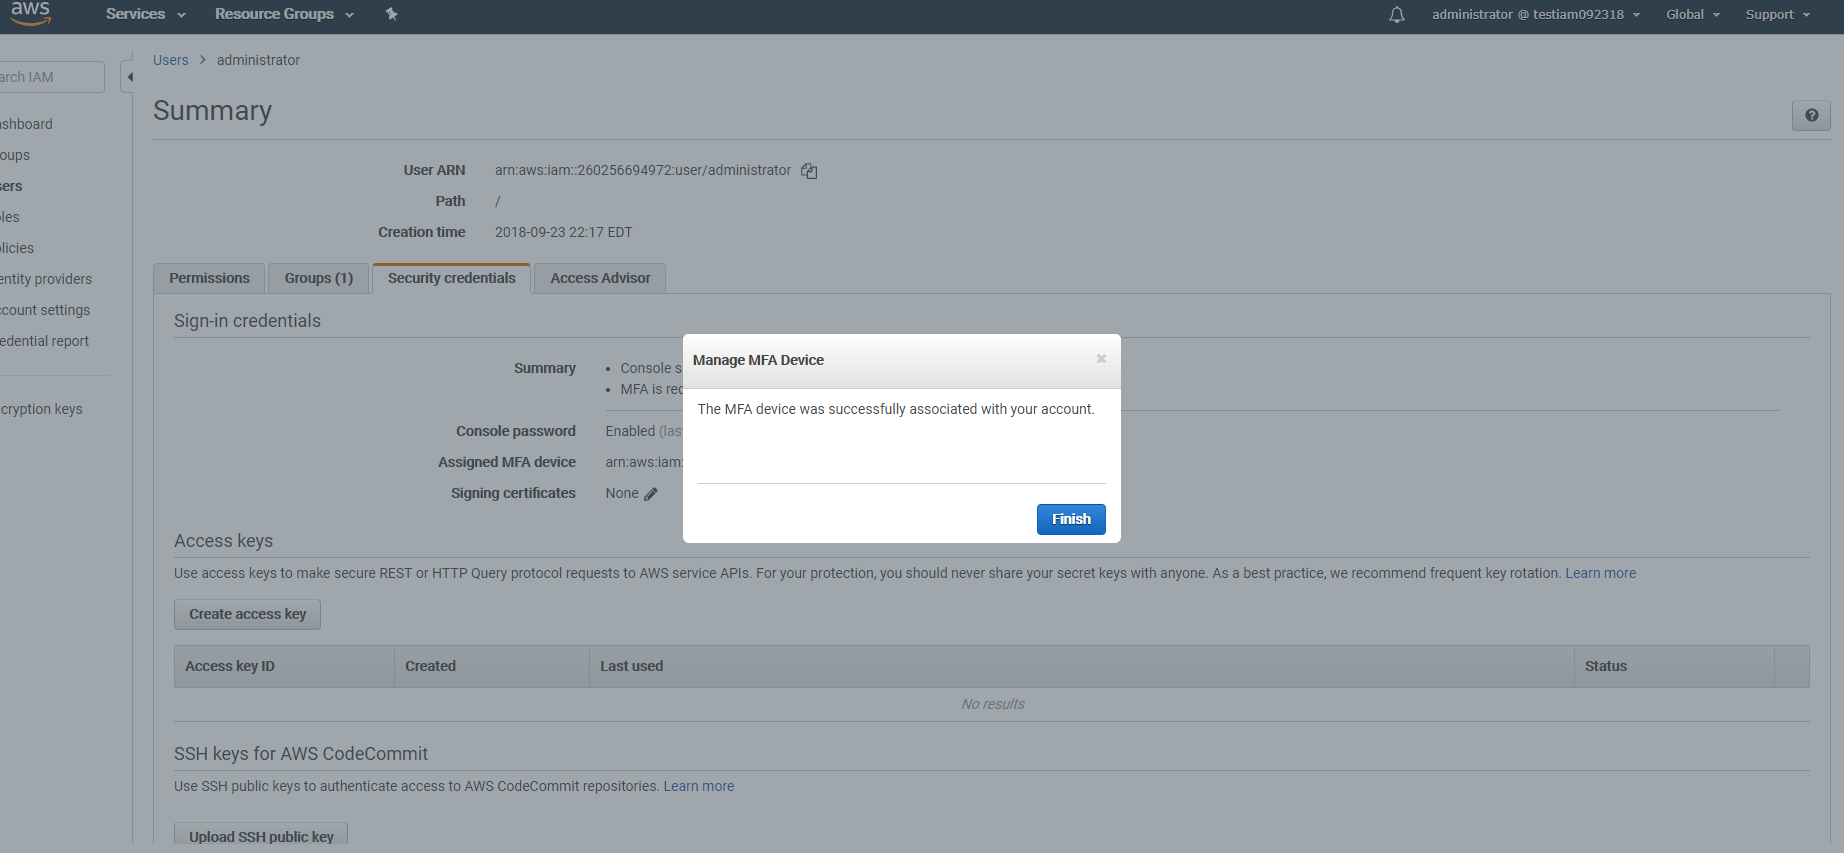 aws
Services
Resource Groups
administrator @ testiam092318
Global
Support
arch IAM
shboard
oups
sers
les
licies
entity providers
ccount settings
edential report
cryption keys
Users > administrator
Summary
User ARN arn:aws:iam::260256694972:user/administrator
Path /
Creation time 2018-09-23 22:17 EDT
Permissions
Groups (1)
Security credentials
Access Advisor
Sign-in credentials
Summary
• Console s
• MFA is rec
Console password Enabled (las
Assigned MFA device arn:aws:iam:
Signing certificates None
Manage MFA Device
The MFA device was successfully associated with your account.
Finish
Access keys
Use access keys to make secure REST or HTTP Query protocol requests to AWS service APIs. For your protection, you should never share your secret keys with anyone. As a best practice, we recommend frequent key rotation. Learn more
Create access key
Access key ID Created Last used Status
No results
SSH keys for AWS CodeCommit
Use SSH public keys to authenticate access to AWS CodeCommit repositories. Learn more
Upload SSH public key